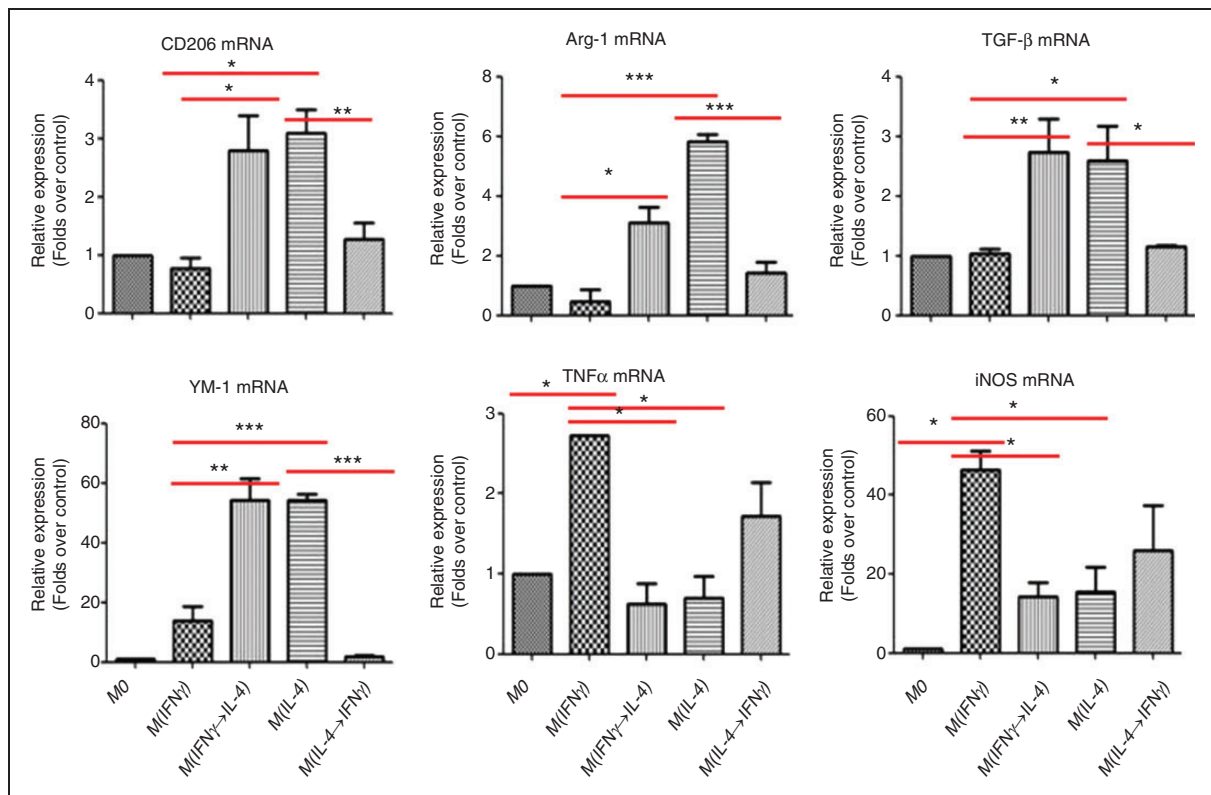 CD206 mRNA
Relative expression
(Folds over control)
4
3
2
1
0
*
*
**
Arg-1 mRNA
Relative expression
(Folds over control)
8
6
4
2
0
***
***
*
TGF-β mRNA
Relative expression
(Folds over control)
4
3
2
1
0
*
**
*
YM-1 mRNA
Relative expression
(Folds over control)
80
60
40
20
0
***
**
***
M0
M(IFNγ)
M(IFNγ→IL-4)
M(IL-4)
M(IL-4→IFNγ)
TNFα mRNA
Relative expression
(Folds over control)
3
2
1
0
*
*
*
M0
M(IFNγ)
M(IFNγ→IL-4)
M(IL-4)
M(IL-4→IFNγ)
iNOS mRNA
Relative expression
(Folds over control)
60
40
20
0
*
*
*
M0
M(IFNγ)
M(IFNγ→IL-4)
M(IL-4)
M(IL-4→IFNγ)